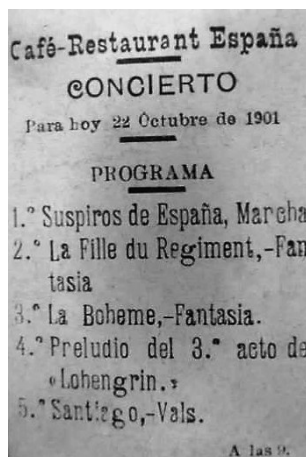 Café-Restaurant España
CONCIERTO
Para hoy 22 Octubre de 1901
PROGRAMA
1.º Suspiros de España, Marcha
2.º La Fille du Regiment,-Fan
tasia
3.º La Boheme,-Fantasia.
4.º Preludio del 3.º acto de
«Lohengrin.»
5.º Santiago,-Vals.
A las 9.